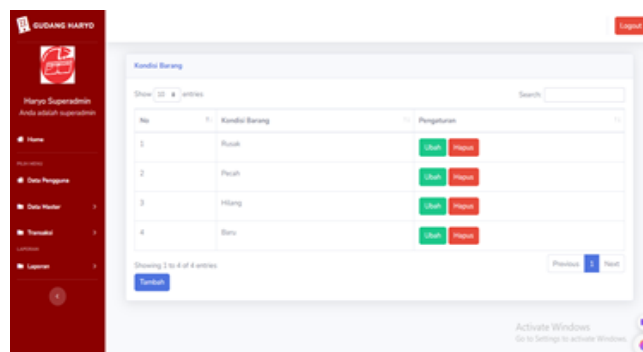 GUDANG HARYO
Logout
Haryo Superadmin
Anda adalah superadmin
Home
PILIH MENU
Data Pengguna
Data Master
Transaksi
LAPORAN
Laporan
Kondisi Barang
Show 10 entries
Search:
No Kondisi Barang Pengaturan
1 Rusak Ubah Hapus
2 Pecah Ubah Hapus
3 Hilang Ubah Hapus
4 Baru Ubah Hapus
Showing 1 to 4 of 4 entries
Previous 1 Next
Tambah
Activate Windows
Go to Settings to activate Windows.